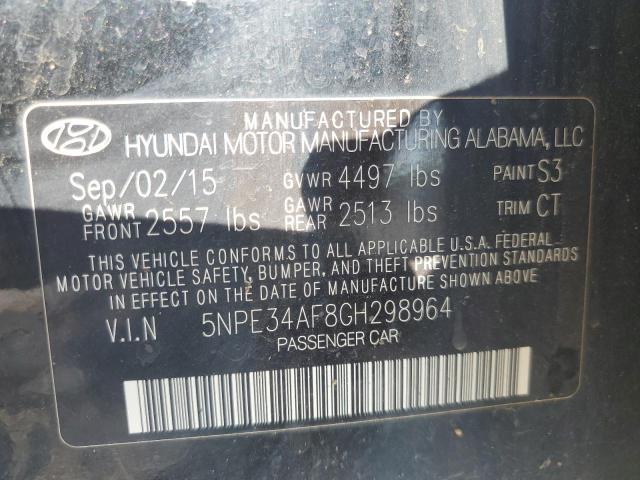 MANUFACTURED BY
HYUNDAI MOTOR MANUFACTURING ALABAMA, LLC
Sep/02/15 GVWR 4497 lbs PAINT S3
GAWR FRONT 2557 lbs GAWR REAR 2513 lbs TRIM CT
THIS VEHICLE CONFORMS TO ALL APPLICABLE U.S.A. FEDERAL
MOTOR VEHICLE SAFETY, BUMPER, AND THEFT PREVENTION STANDARDS
IN EFFECT ON THE DATE OF MANUFACTURE SHOWN ABOVE
V.I.N 5NPE34AF8GH298964
PASSENGER CAR